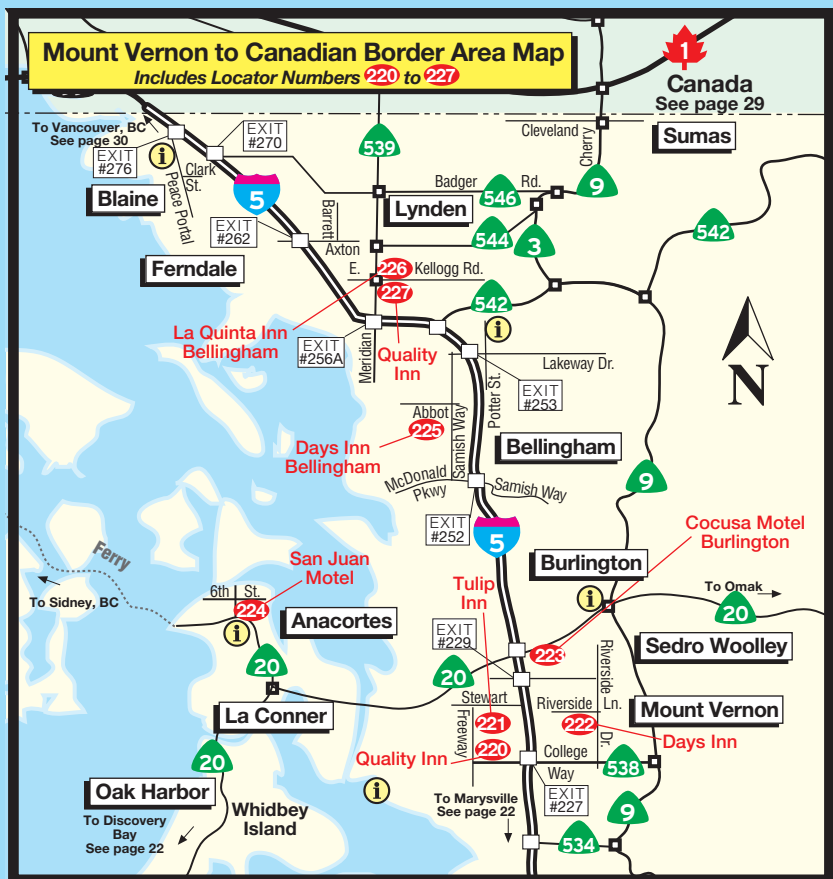 Mount Vernon to Canadian Border Area Map
Includes Locator Numbers 220 to 227
1
Canada
See page 29
To Vancouver, BC
See page 30
EXIT
#276
EXIT
#270
539
Cleveland
Cherry
Sumas
Clark
St.
Peace Portal
Blaine
5
Badger Rd.
546
9
Lynden
Barrett
EXIT
#262
Axton
544
3
542
Ferndale
E. 226 Kellogg Rd.
227
542
La Quinta Inn
Bellingham
EXIT
#256A
Meridian
Quality
Inn
Potter St.
Lakeway Dr.
EXIT
#253
N
Abbot
225
Samish Way
Days Inn
Bellingham
Bellingham
McDonald
Pkwy
Samish Way
9
EXIT
#252
5
Cocusa Motel
Burlington
Ferry
San Juan
Motel
To Sidney, BC
6th St.
224
Anacortes
Tulip
Inn
Burlington
To Omak
20
EXIT
#229
223
Sedro Woolley
20
20
Riverside
Ln.
Stewart
Riverside
Dr.
La Conner
Freeway
221
222
Mount Vernon
Quality Inn
220
College
Way
Days Inn
538
20
Oak Harbor
EXIT
#227
To Discovery
Bay
See page 22
Whidbey
Island
To Marysville
See page 22
9
534
i
i
i
i
i